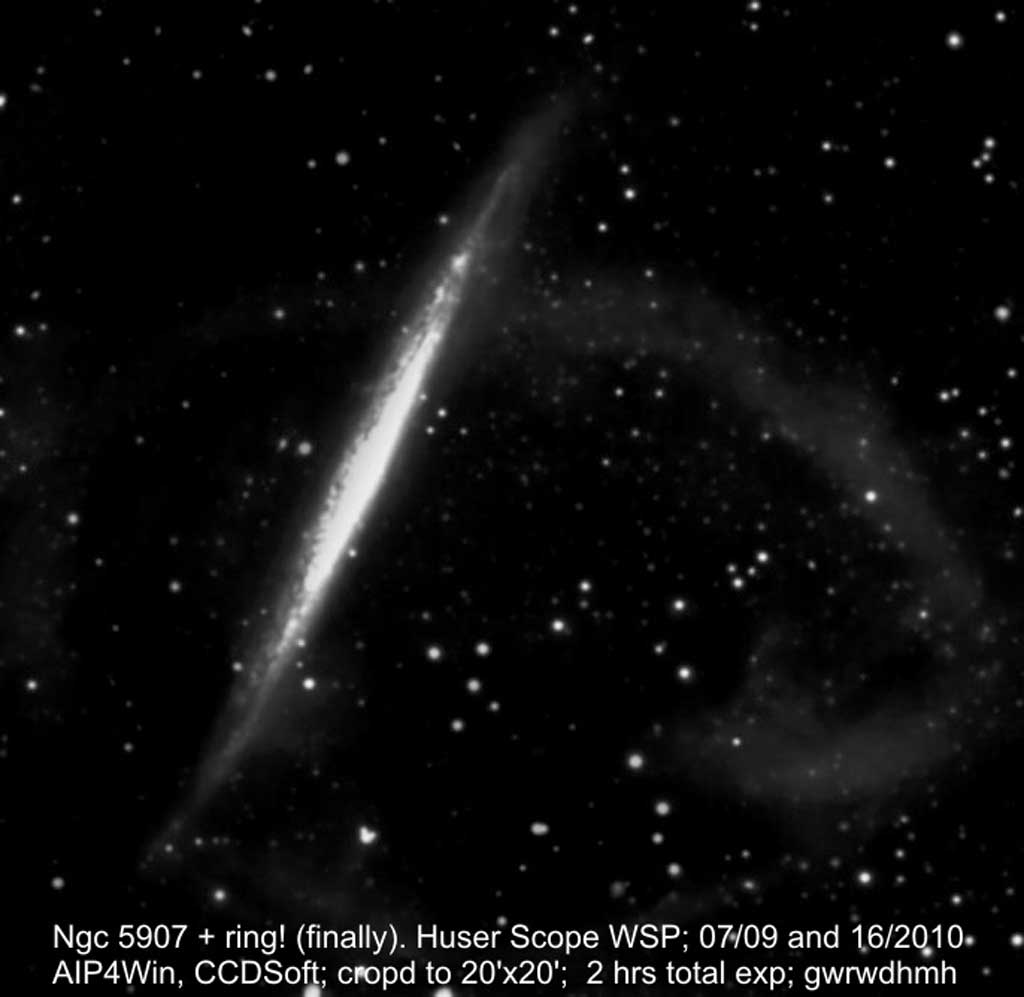 Ngc 5907 + ring! (finally). Huser Scope WSP; 07/09 and 16/2010
AIP4Win, CCDSoft; cropd to 20'x20';  2 hrs total exp; gwrwdhmh